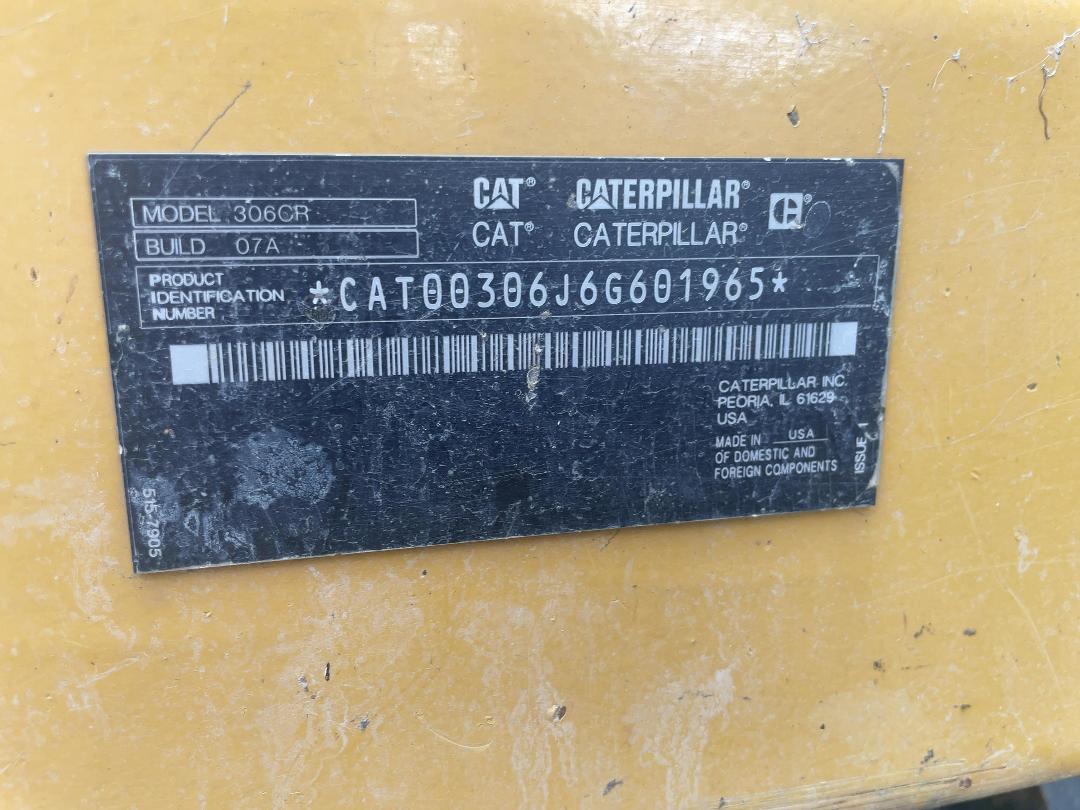 CAT® CATERPILLAR® C®
CAT® CATERPILLAR®
MODEL 306CR
BUILD 07A
PRODUCT
IDENTIFICATION
NUMBER
*CAT00306J6G601965*
CATERPILLAR INC.
PEORIA, IL 61629
USA
MADE IN USA
OF DOMESTIC AND
FOREIGN COMPONENTS
ISSUE 1
515-7905